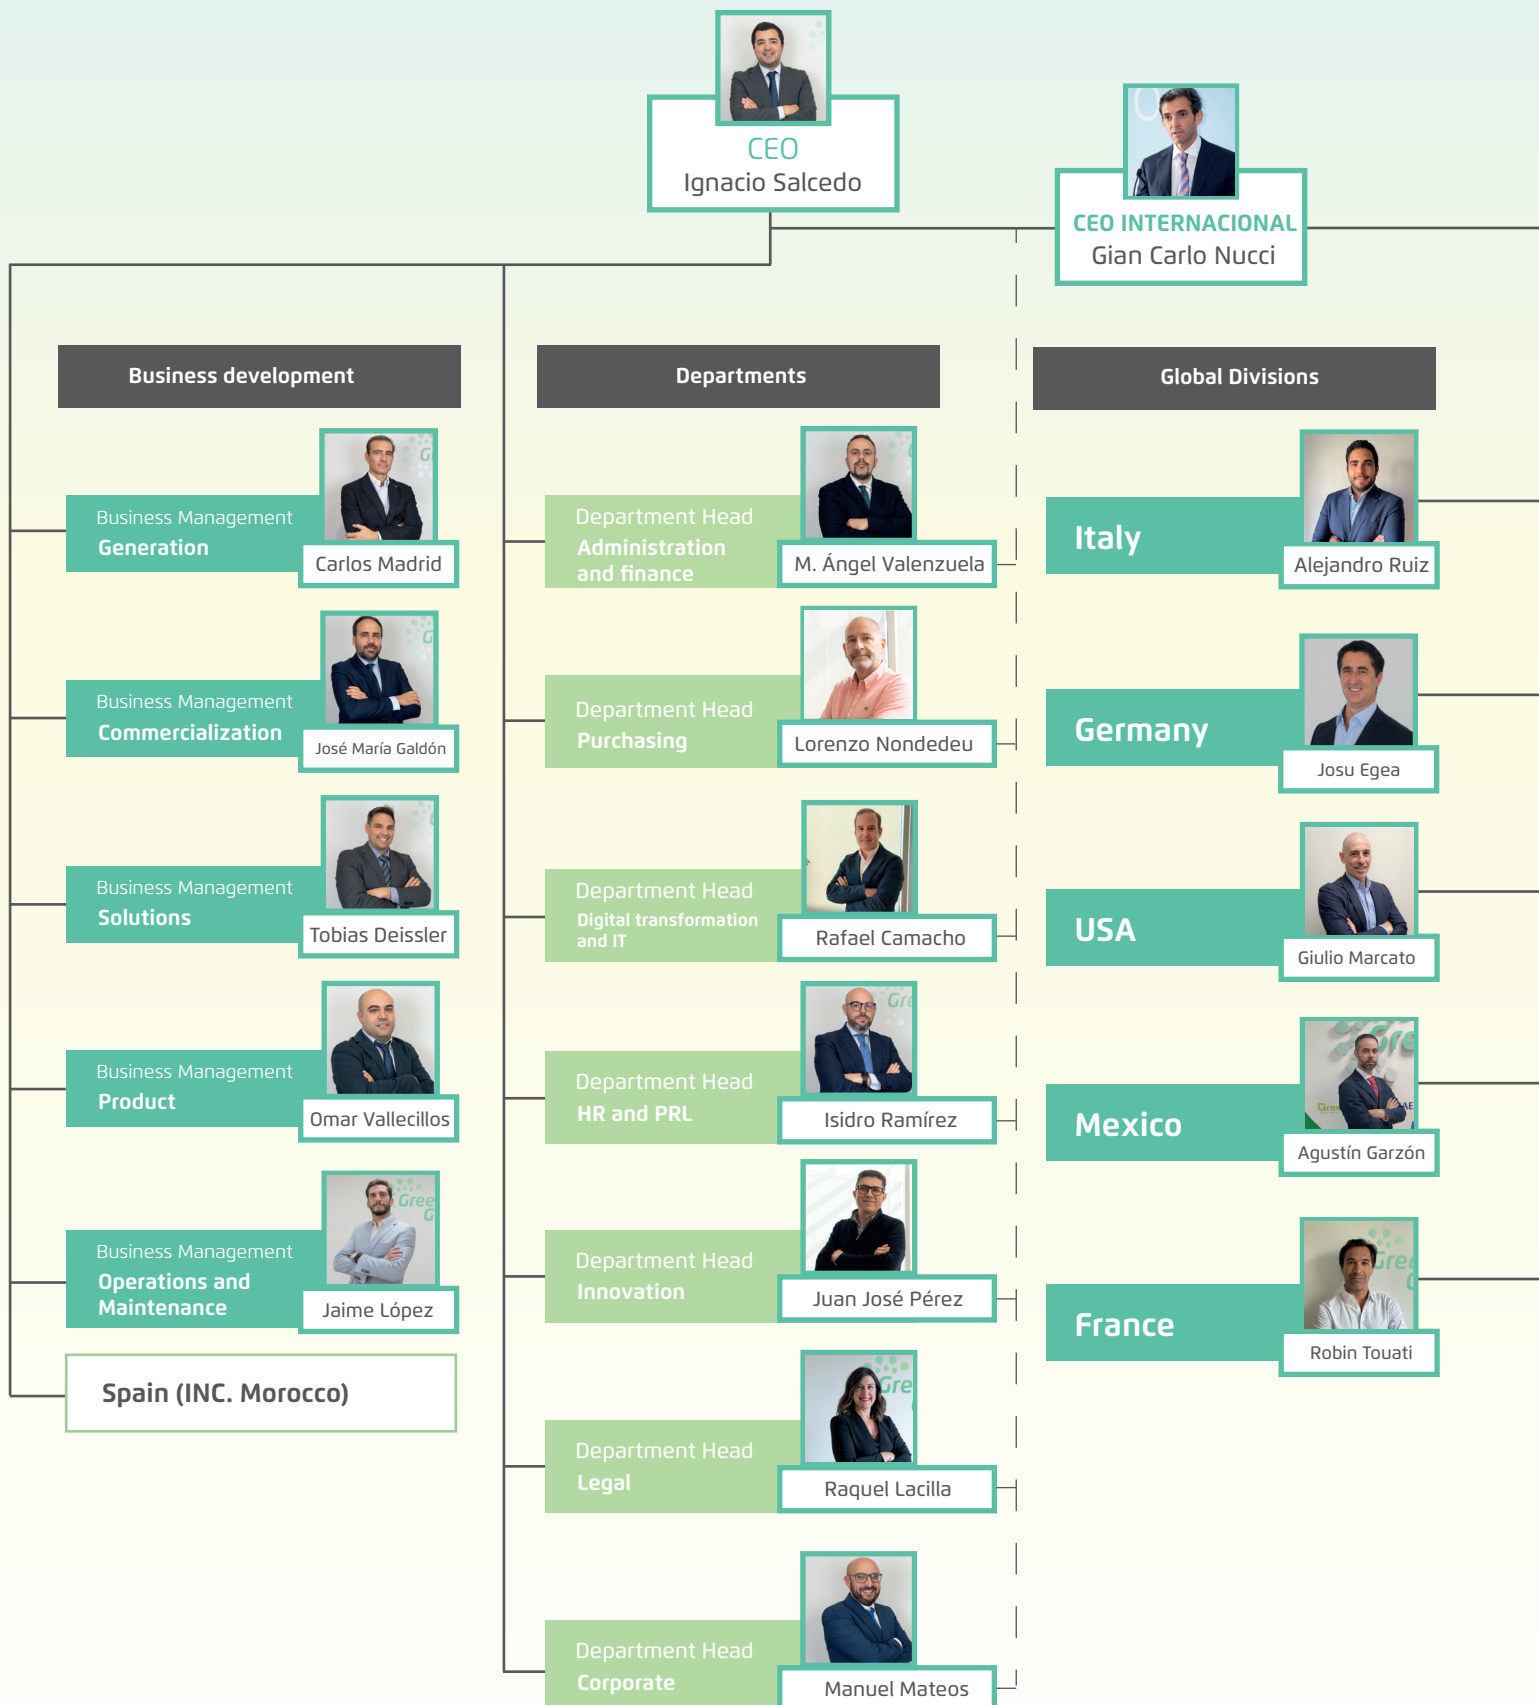 CEO
Ignacio Salcedo
CEO INTERNACIONAL
Gian Carlo Nucci
Business development
Business Management
Generation
Carlos Madrid
Business Management
Commercialization
José María Galdón
Business Management
Solutions
Tobias Deissler
Business Management
Product
Omar Vallecillos
Business Management
Operations and
Maintenance
Jaime López
Spain (INC. Morocco)
Departments
Department Head
Administration
and finance
M. Ángel Valenzuela
Department Head
Purchasing
Lorenzo Nondedeu
Department Head
Digital transformation
and IT
Rafael Camacho
Department Head
HR and PRL
Isidro Ramírez
Department Head
Innovation
Juan José Pérez
Department Head
Legal
Raquel Lacilla
Department Head
Corporate
Manuel Mateos
Global Divisions
Italy
Alejandro Ruiz
Germany
Josu Egea
USA
Giulio Marcato
Mexico
Agustín Garzón
France
Robin Touati